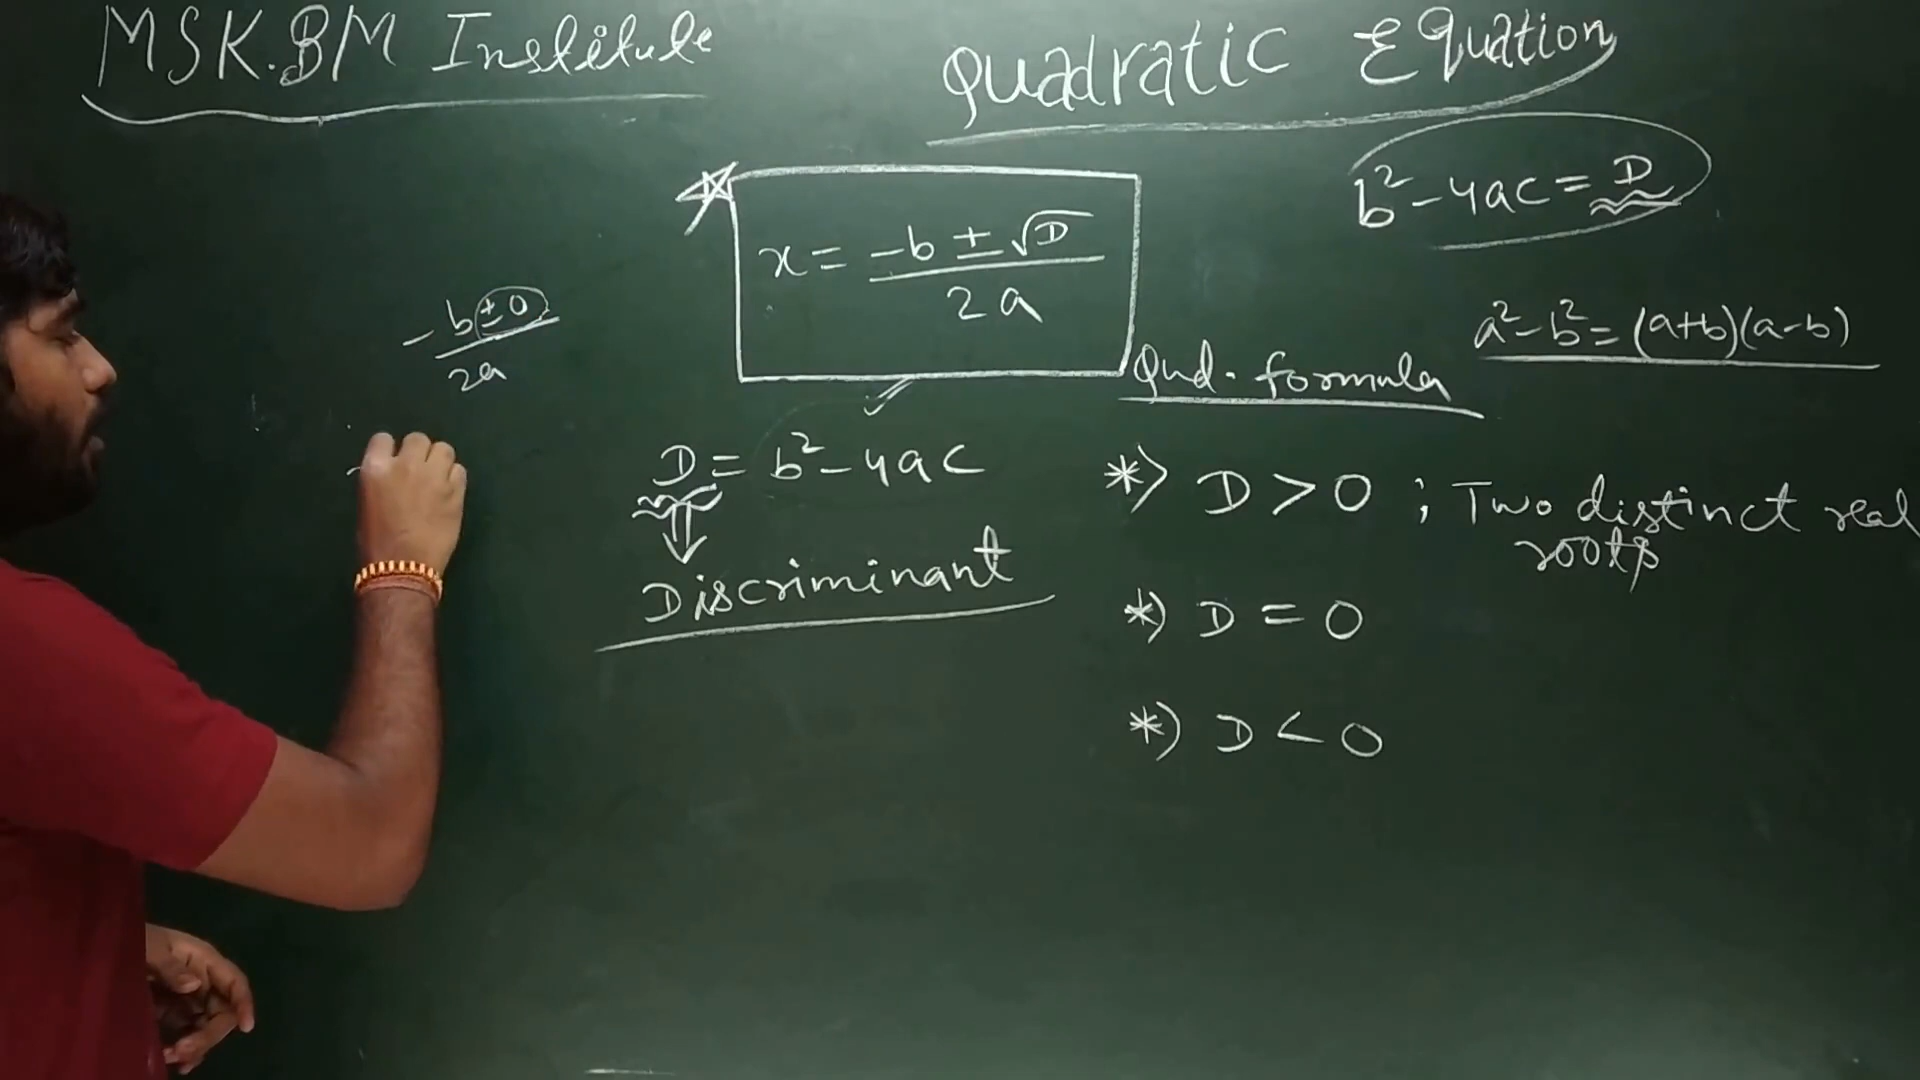 MSK.BM Institute
Quadratic Equation
b²-4ac = D
x = -b ± √D
2a
-b ± 0
2a
a²-b² = (a+b)(a-b)
Qud. formula
D = b²-4ac
Discriminant
*) D > 0 ; Two distinct real
roots
*) D = 0
*) D < 0